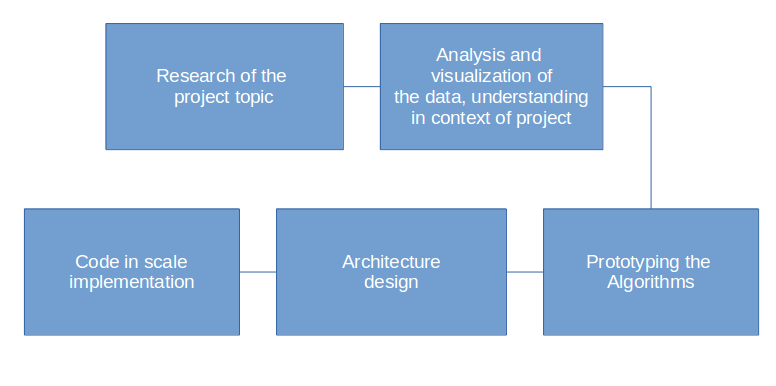 Research of the
project topic
Analysis and
visualization of
the data, understanding
in context of project
Code in scale
implementation
Architecture
design
Prototyping the
Algorithms